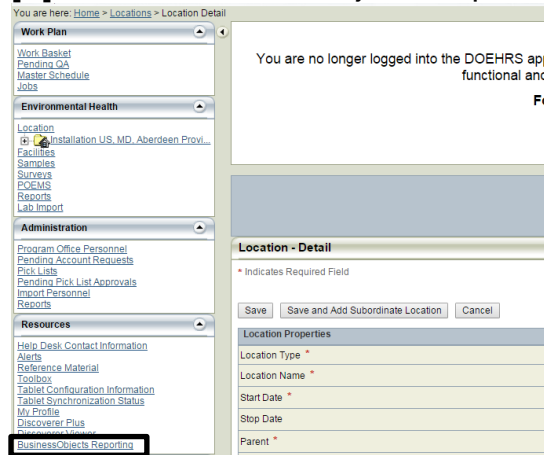 You are here: Home > Locations > Location Detail
Work Plan
Work Basket
Pending QA
Master Schedule
Jobs
Environmental Health
Location
Installation US, MD, Aberdeen Provi...
Facilities
Samples
Surveys
POEMS
Reports
Lab Import
Administration
Program Office Personnel
Pending Account Requests
Pick Lists
Pending Pick List Approvals
Import Personnel
Reports
Resources
Help Desk Contact Information
Alerts
Reference Material
Toolbox
Tablet Configuration Information
Tablet Synchronization Status
My Profile
Discoverer Plus
Discoverer Viewer
BusinessObjects Reporting
You are no longer logged into the DOEHRS
functional
Location - Detail
* Indicates Required Field
Save Save and Add Subordinate Location Cancel
Location Properties
Location Type *
Location Name *
Start Date *
Stop Date
Parent *